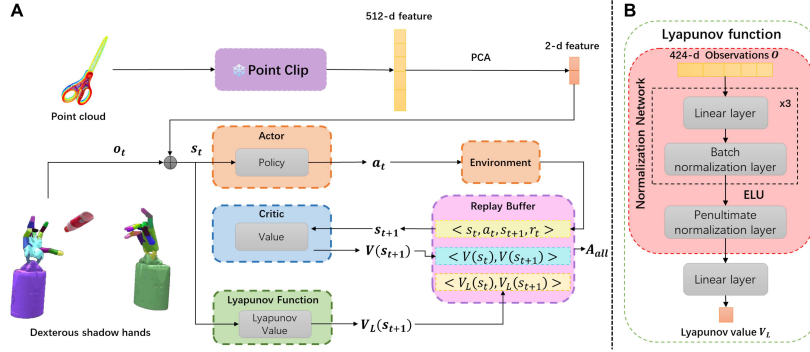 A
512-d feature
2-d feature
Point Clip
PCA
Point cloud
Actor
o_t
s_t
Policy
a_t
Environment
Critic
Value
s_{t+1}
V(s_{t+1})
Replay Buffer
< s_t, a_t, s_{t+1}, r_t >
< V(s_t), V(s_{t+1}) >
< V_L(s_t), V_L(s_{t+1}) >
A_{all}
Lyapunov Function
Lyapunov
Value
V_L(s_{t+1})
Dexterous shadow hands
B
Lyapunov function
424-d Observations O
Normalization Network
x3
Linear layer
Batch
normalization layer
ELU
Penultimate
normalization layer
Linear layer
Lyapunov value V_L